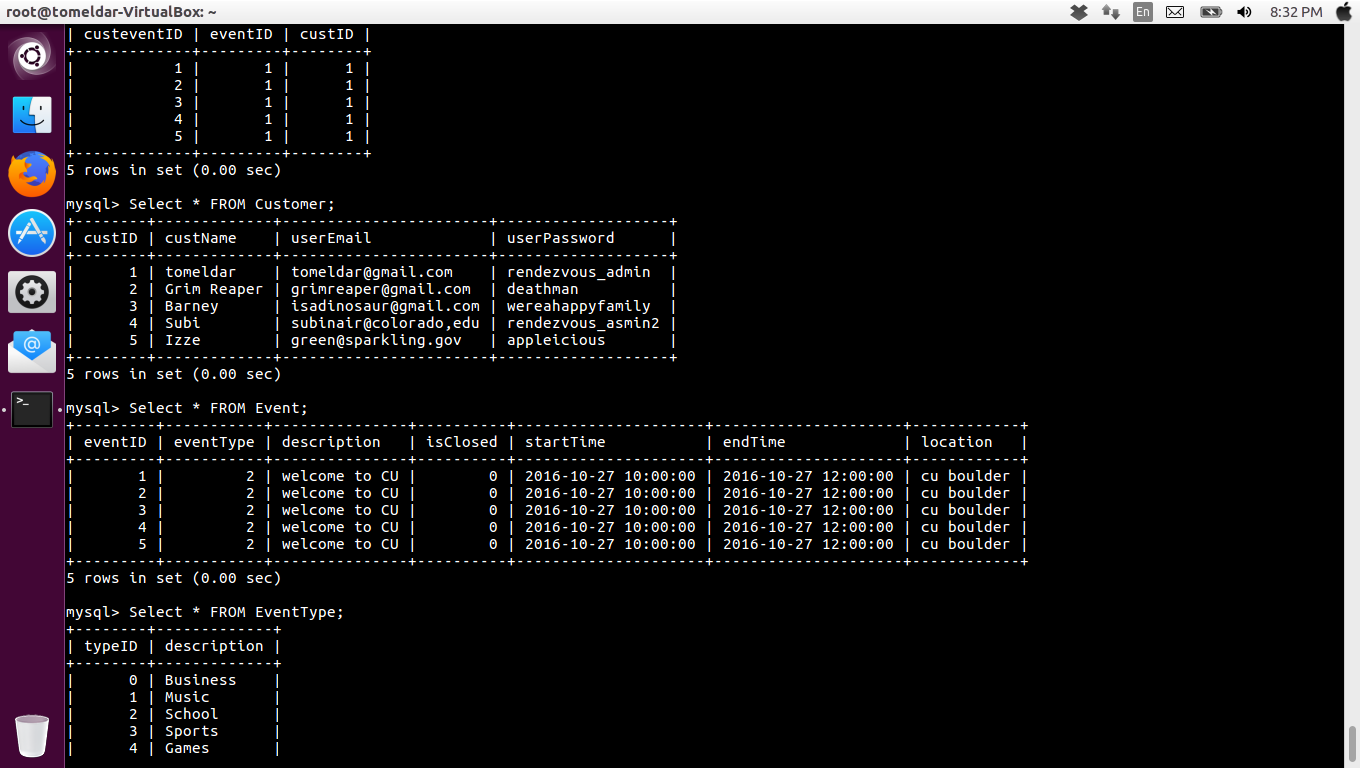 root@tomeldar-VirtualBox: ~ En 8:32 PM
| custeventID | eventID | custID |
+-------------+---------+--------+
|           1 |       1 |      1 |
|           2 |       1 |      1 |
|           3 |       1 |      1 |
|           4 |       1 |      1 |
|           5 |       1 |      1 |
+-------------+---------+--------+
5 rows in set (0.00 sec)

mysql> Select * FROM Customer;
+--------+-------------+-----------------------+-------------------+
| custID | custName    | userEmail             | userPassword      |
+--------+-------------+-----------------------+-------------------+
|      1 | tomeldar    | tomeldar@gmail.com    | rendezvous_admin  |
|      2 | Grim Reaper | grimreaper@gmail.com  | deathman          |
|      3 | Barney      | isadinosaur@gmail.com | wereahappyfamily  |
|      4 | Subi        | subinair@colorado,edu | rendezvous_asmin2 |
|      5 | Izze        | green@sparkling.gov   | appleicious       |
+--------+-------------+-----------------------+-------------------+
5 rows in set (0.00 sec)

mysql> Select * FROM Event;
+---------+-----------+---------------+----------+---------------------+---------------------+------------+
| eventID | eventType | description   | isClosed | startTime           | endTime             | location   |
+---------+-----------+---------------+----------+---------------------+---------------------+------------+
|       1 |         2 | welcome to CU |        0 | 2016-10-27 10:00:00 | 2016-10-27 12:00:00 | cu boulder |
|       2 |         2 | welcome to CU |        0 | 2016-10-27 10:00:00 | 2016-10-27 12:00:00 | cu boulder |
|       3 |         2 | welcome to CU |        0 | 2016-10-27 10:00:00 | 2016-10-27 12:00:00 | cu boulder |
|       4 |         2 | welcome to CU |        0 | 2016-10-27 10:00:00 | 2016-10-27 12:00:00 | cu boulder |
|       5 |         2 | welcome to CU |        0 | 2016-10-27 10:00:00 | 2016-10-27 12:00:00 | cu boulder |
+---------+-----------+---------------+----------+---------------------+---------------------+------------+
5 rows in set (0.00 sec)

mysql> Select * FROM EventType;
+--------+-------------+
| typeID | description |
+--------+-------------+
|      0 | Business    |
|      1 | Music       |
|      2 | School      |
|      3 | Sports      |
|      4 | Games       |